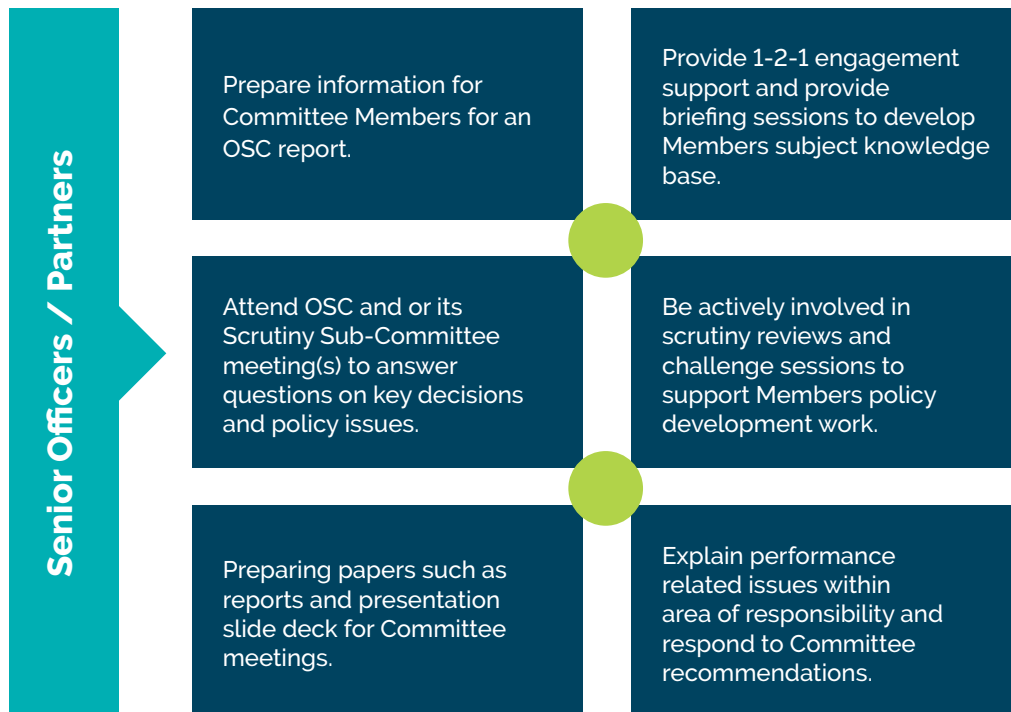 Senior Officers / Partners
Prepare information for
Committee Members for an
OSC report.
Provide 1-2-1 engagement
support and provide
briefing sessions to develop
Members subject knowledge
base.
Attend OSC and or its
Scrutiny Sub-Committee
meeting(s) to answer
questions on key decisions
and policy issues.
Be actively involved in
scrutiny reviews and
challenge sessions to
support Members policy
development work.
Preparing papers such as
reports and presentation
slide deck for Committee
meetings.
Explain performance
related issues within
area of responsibility and
respond to Committee
recommendations.